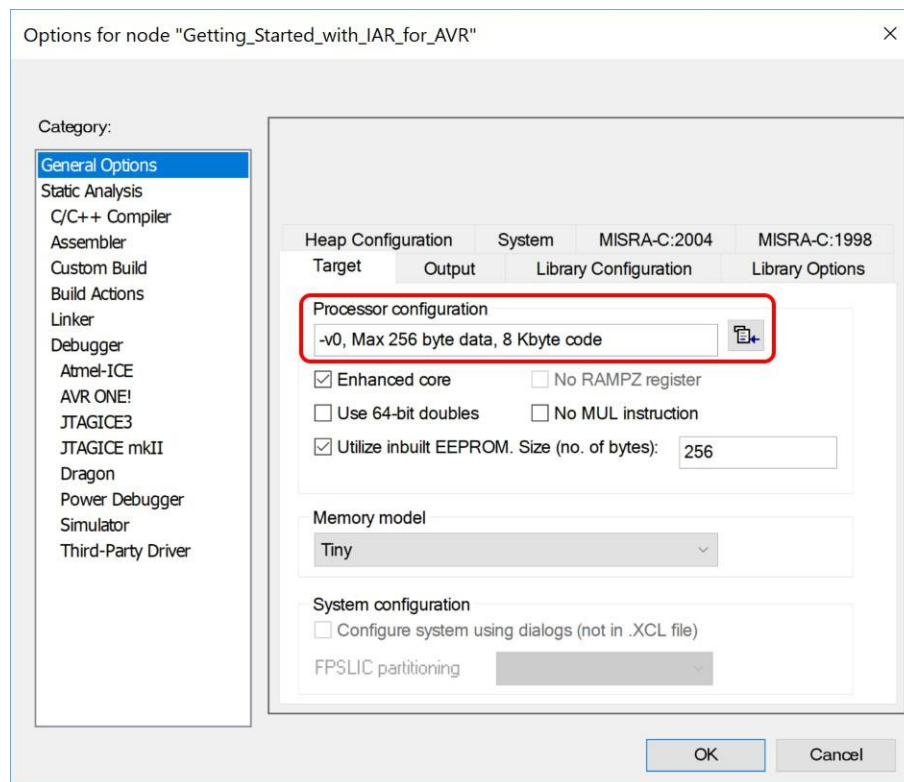 Options for node "Getting_Started_with_IAR_for_AVR"
Category:
General Options
Static Analysis
C/C++ Compiler
Assembler
Custom Build
Build Actions
Linker
Debugger
Atmel-ICE
AVR ONE!
JTAGICE3
JTAGICE mkII
Dragon
Power Debugger
Simulator
Third-Party Driver
Heap Configuration System MISRA-C:2004 MISRA-C:1998
Target Output Library Configuration Library Options
Processor configuration
-v0, Max 256 byte data, 8 Kbyte code
Enhanced core No RAMPZ register
Use 64-bit doubles No MUL instruction
Utilize inbuilt EEPROM. Size (no. of bytes): 256
Memory model
Tiny
System configuration
Configure system using dialogs (not in .XCL file)
FPSLIC partitioning
OK Cancel